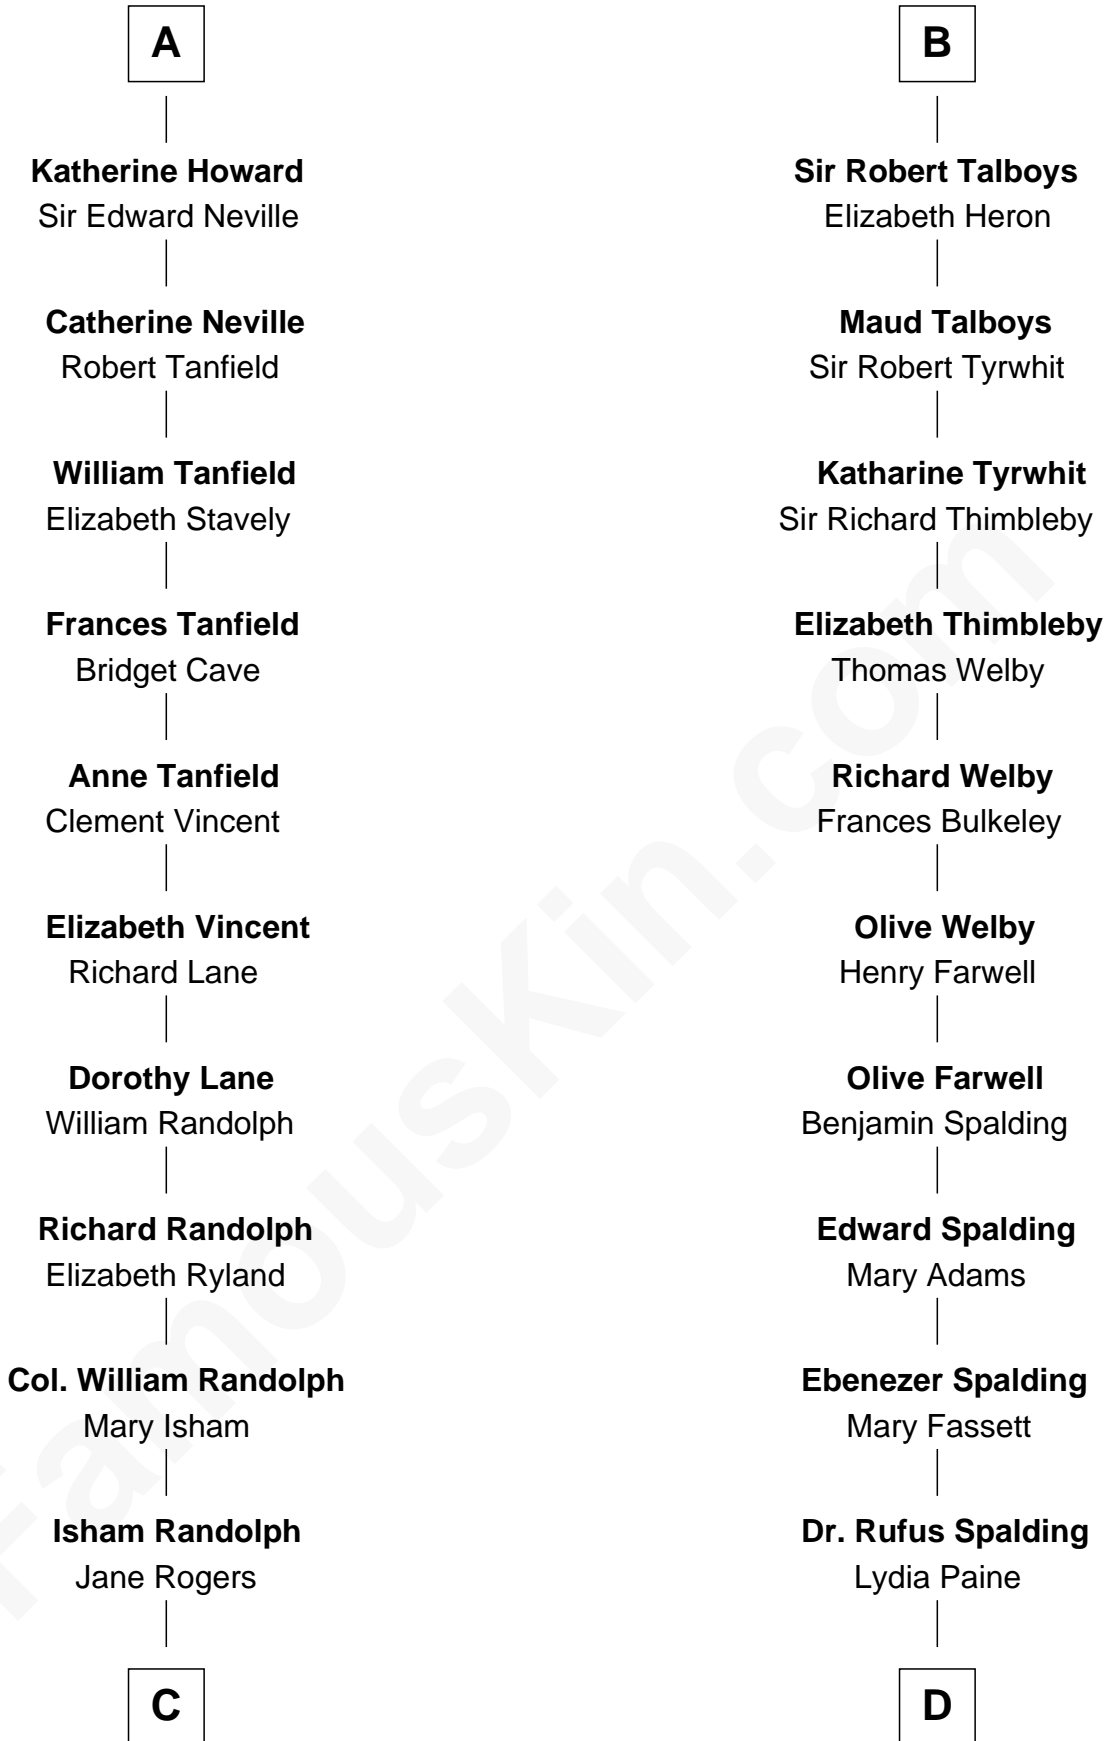 A
Katherine Howard
Sir Edward Neville
Catherine Neville
Robert Tanfield
William Tanfield
Elizabeth Stavely
Frances Tanfield
Bridget Cave
Anne Tanfield
Clement Vincent
Elizabeth Vincent
Richard Lane
Dorothy Lane
William Randolph
Richard Randolph
Elizabeth Ryland
Col. William Randolph
Mary Isham
Isham Randolph
Jane Rogers
C
B
Sir Robert Talboys
Elizabeth Heron
Maud Talboys
Sir Robert Tyrwhit
Katharine Tyrwhit
Sir Richard Thimbleby
Elizabeth Thimbleby
Thomas Welby
Richard Welby
Frances Bulkeley
Olive Welby
Henry Farwell
Olive Farwell
Benjamin Spalding
Edward Spalding
Mary Adams
Ebenezer Spalding
Mary Fassett
Dr. Rufus Spalding
Lydia Paine
D
FamousKin.com